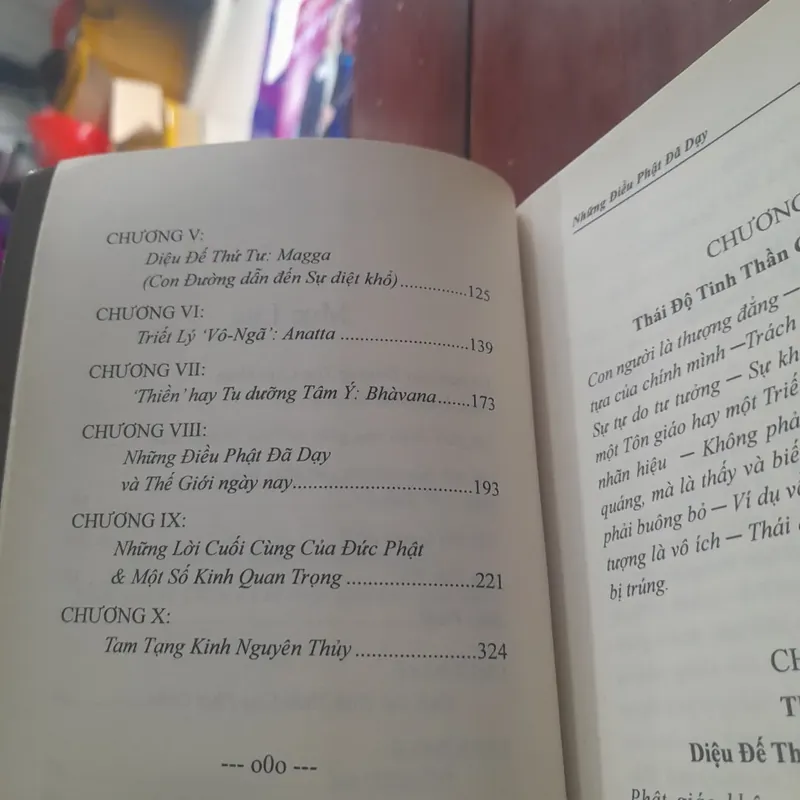 CHƯƠNG V:
Diệu Đế Thứ Tư: Magga
(Con Đường dẫn đến Sự diệt khổ)..............125
CHƯƠNG VI:
Triết Lý ‘Vô-Ngã’: Anatta ....................139
CHƯƠNG VII:
‘Thiền’ hay Tu dưỡng Tâm Ý: Bhàvana......173
CHƯƠNG VIII:
Những Điều Phật Đã Dạy
và Thế Giới ngày nay...........................193
CHƯƠNG IX:
Những Lời Cuối Cùng Của Đức Phật
& Một Số Kinh Quan Trọng ...................221
CHƯƠNG X:
Tam Tạng Kinh Nguyên Thủy .....................324
--- o0o ---
Những Điều Phật Đã Dạy
CHƯƠNG
Thái Độ Tinh Thần
Con người là thượng đẳng —
tựa của chính mình —Trách
Sự tự do tư tưởng — Sự
một Tôn giáo hay một Triế
nhãn hiệu — Không phả
quáng, mà là thấy và biế
phải buông bỏ — Ví dụ về
tượng là vô ích — Thái
bị trúng.
CH
Diệu Đế Th
Phật giáo